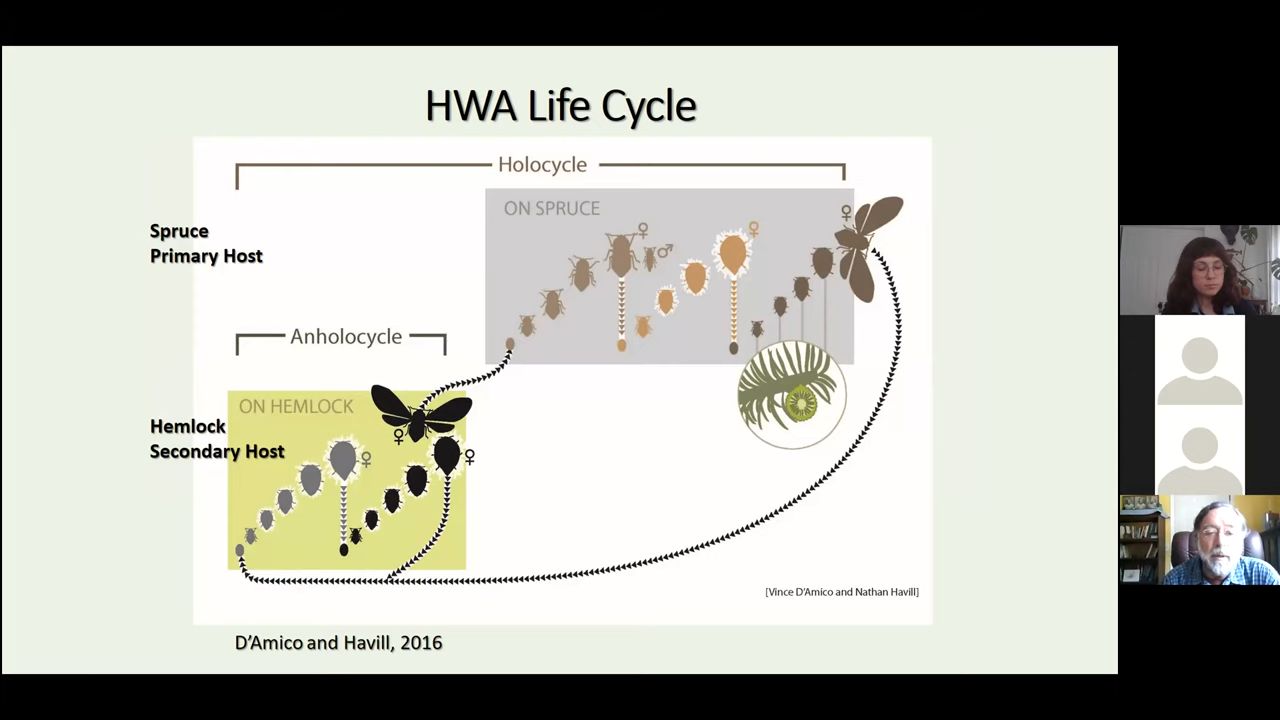 HWA Life Cycle
Holocycle
ON SPRUCE
♀
♀
♂
♀
Spruce
Primary Host
Anholocycle
ON HEMLOCK
♀
Hemlock
Secondary Host
♀
♀
[Vince D'Amico and Nathan Havill]
D'Amico and Havill, 2016